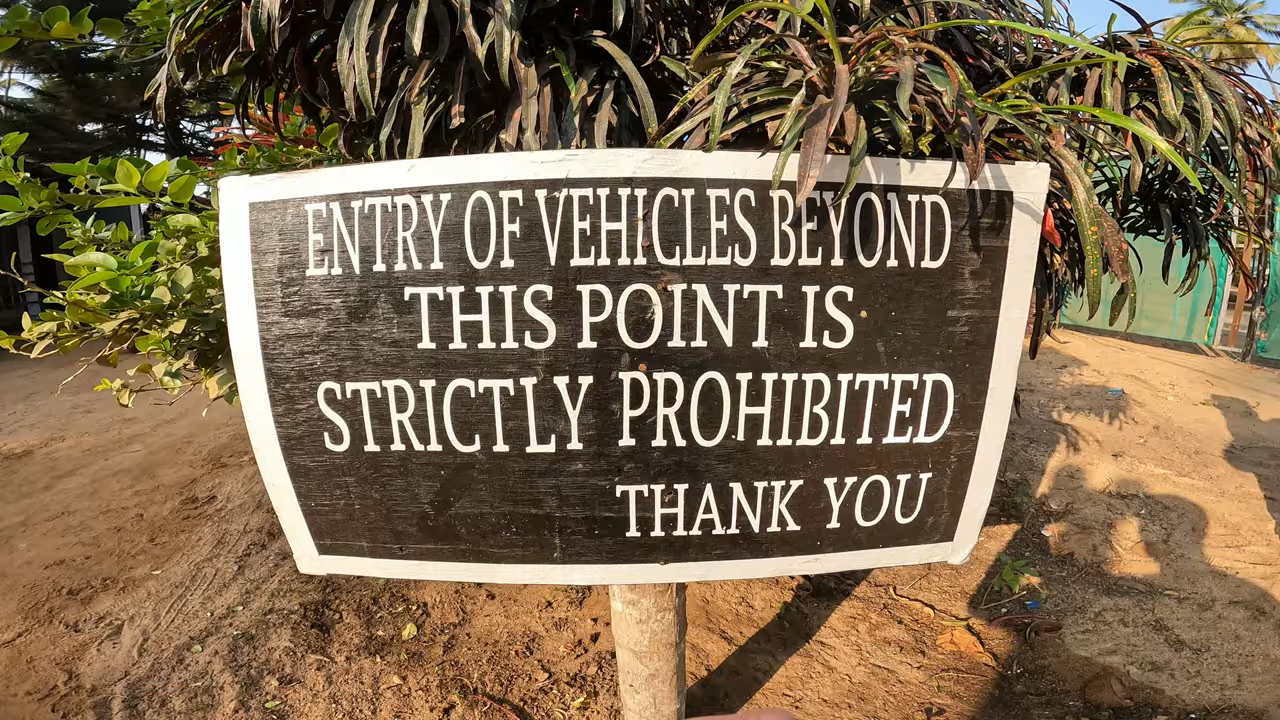 ENTRY OF VEHICLES BEYOND
THIS POINT IS
STRICTLY PROHIBITED
THANK YOU